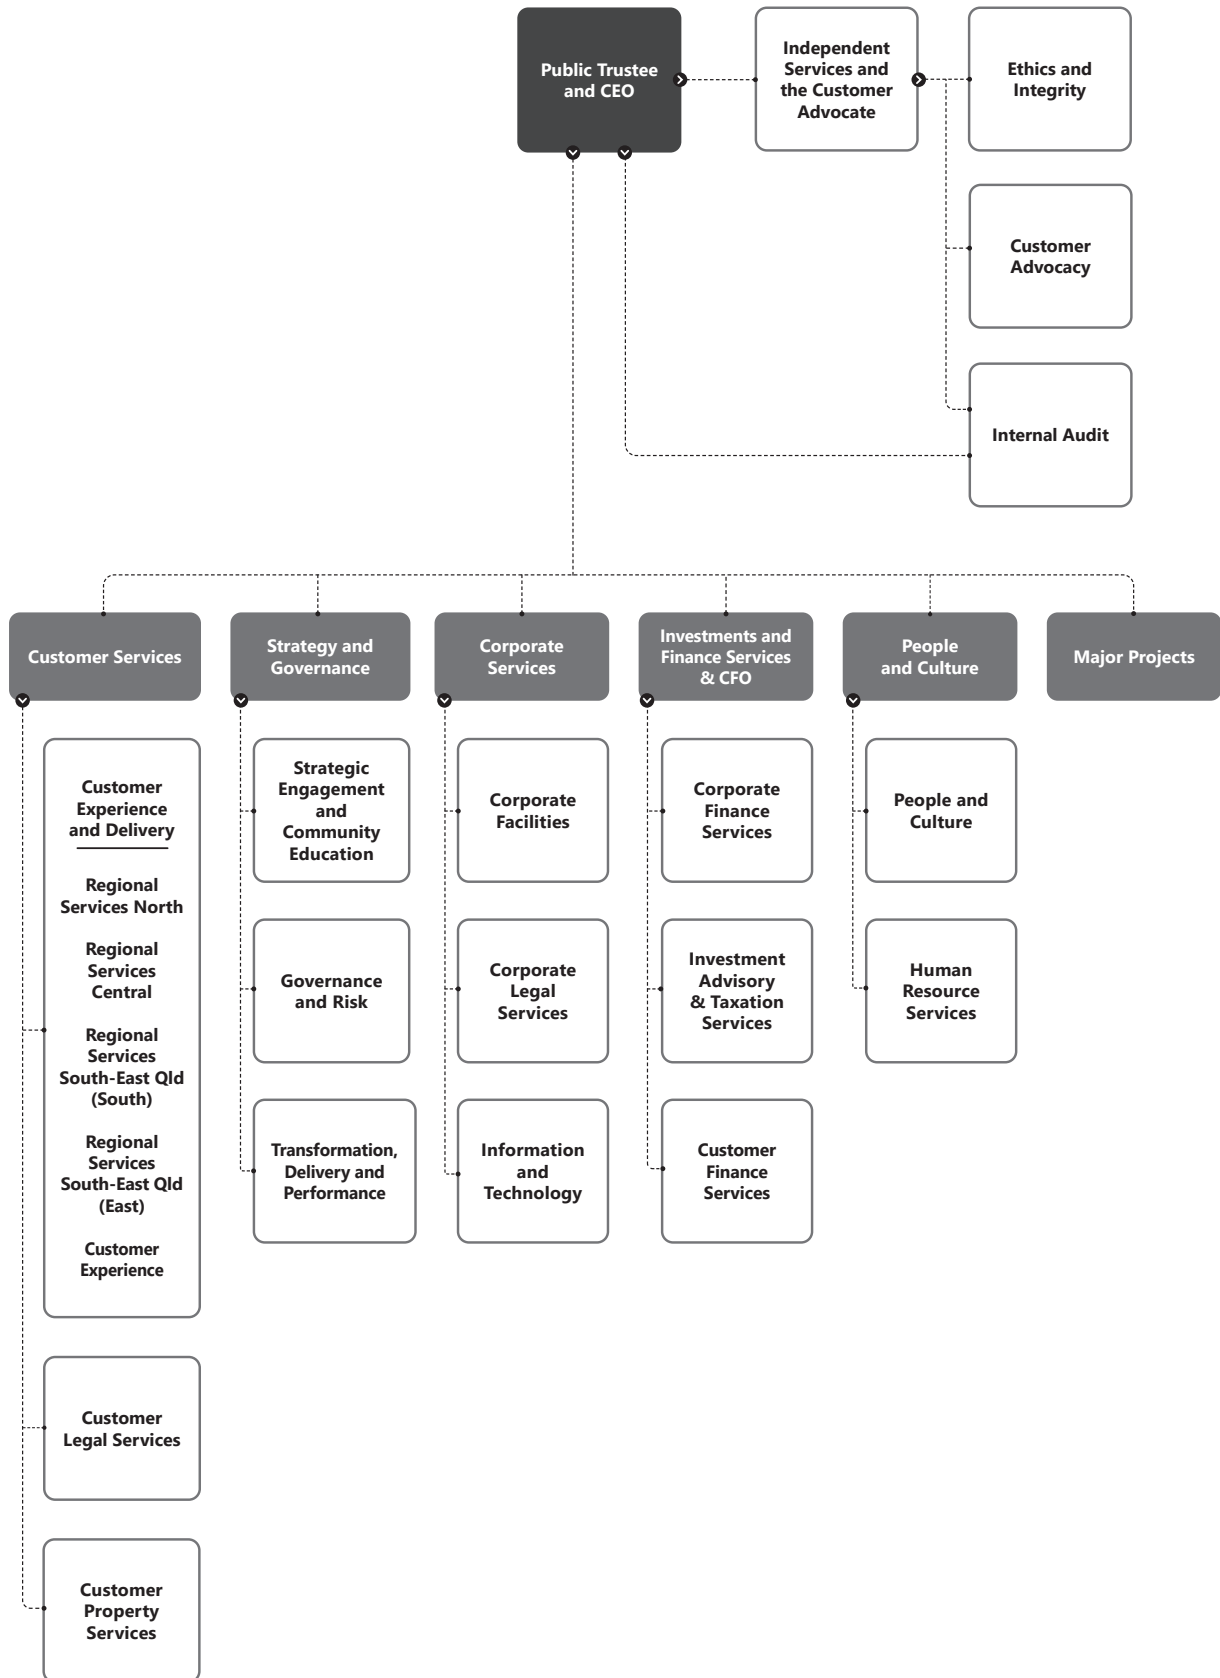 Public Trustee
and CEO
Independent
Services and
the Customer
Advocate
Ethics and
Integrity
Customer
Advocacy
Internal Audit
Customer Services
Strategy and
Governance
Corporate
Services
Investments and
Finance Services
& CFO
People
and Culture
Major Projects
Customer
Experience
and Delivery
Regional
Services North
Regional
Services
Central
Regional
Services
South-East Qld
(South)
Regional
Services
South-East Qld
(East)
Customer
Experience
Customer
Legal Services
Customer
Property
Services
Strategic
Engagement
and
Community
Education
Governance
and Risk
Transformation,
Delivery and
Performance
Corporate
Facilities
Corporate
Legal
Services
Information
and
Technology
Corporate
Finance
Services
Investment
Advisory
& Taxation
Services
Customer
Finance
Services
People and
Culture
Human
Resource
Services